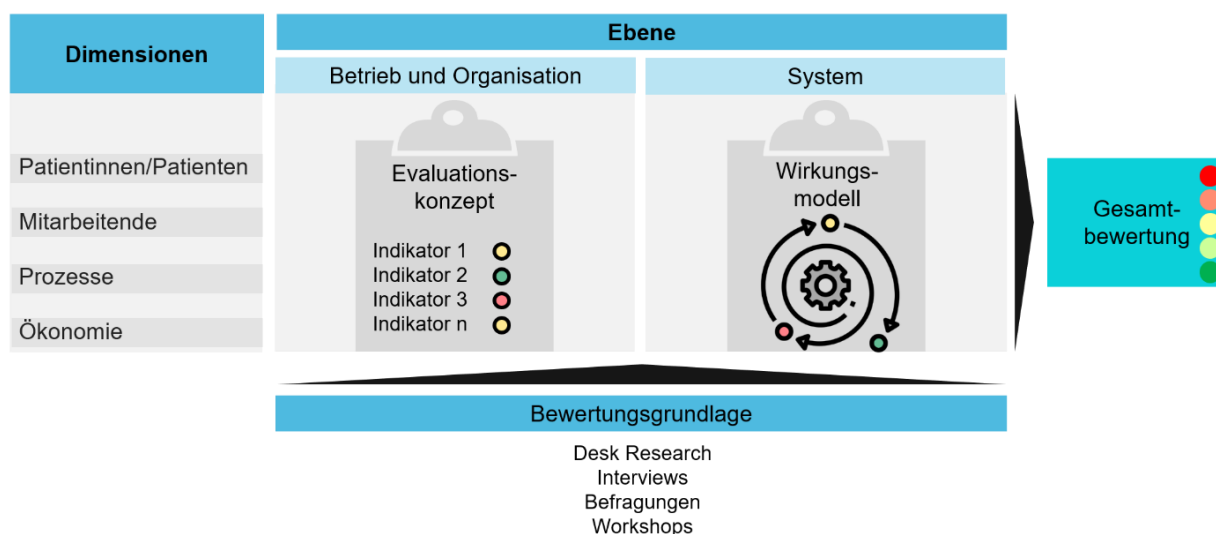 Dimensionen
Ebene
Betrieb und Organisation
System
Patientinnen/Patienten
Mitarbeitende
Prozesse
Ökonomie
Evaluations-
konzept
Indikator 1
Indikator 2
Indikator 3
Indikator n
Wirkungs-
modell
Gesamt-
bewertung
Bewertungsgrundlage
Desk Research
Interviews
Befragungen
Workshops